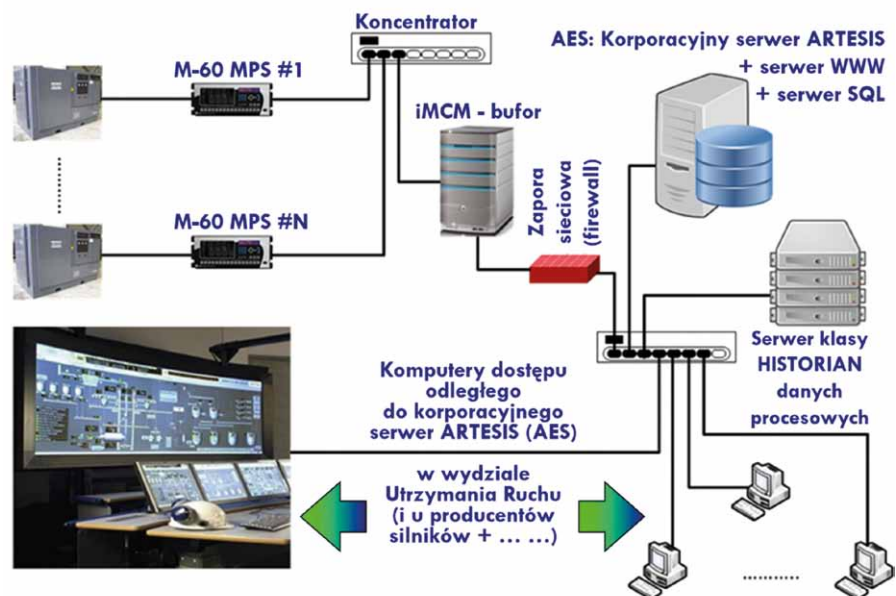 Koncentrator
AES: Korporacyjny serwer ARTESIS
+ serwer WWW
+ serwer SQL
M-60 MPS #1
iMCM - bufor
Zapora
sieciowa
(firewall)
M-60 MPS #N
Serwer klasy
HISTORIAN
danych
procesowych
Komputery dostępu
odległego
do korporacyjnego
serwer ARTESIS (AES)
w wydziale
Utrzymania Ruchu
(i u producentów
silników + ... ...)